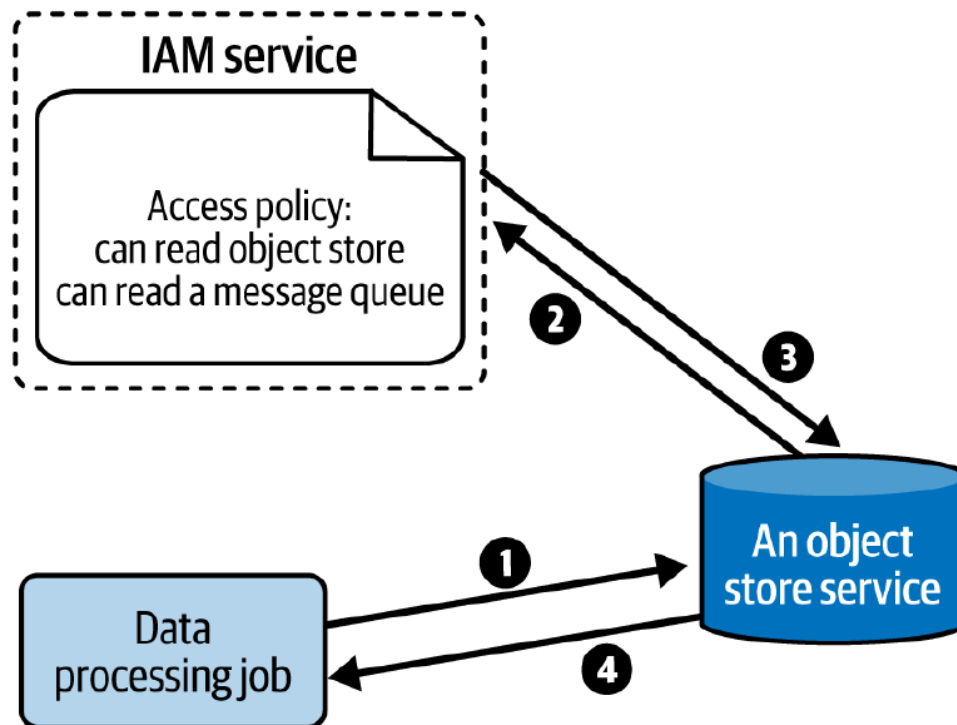 IAM service
Access policy:
can read object store
can read a message queue
2
3
1
An object
store service
Data
processing job
4